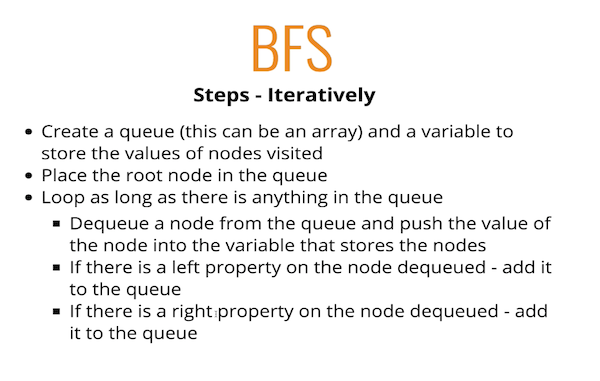 BFS
Steps - Iteratively
• Create a queue (this can be an array) and a variable to
store the values of nodes visited
• Place the root node in the queue
• Loop as long as there is anything in the queue
▪ Dequeue a node from the queue and push the value of
the node into the variable that stores the nodes
▪ If there is a left property on the node dequeued - add it
to the queue
▪ If there is a right property on the node dequeued - add
it to the queue